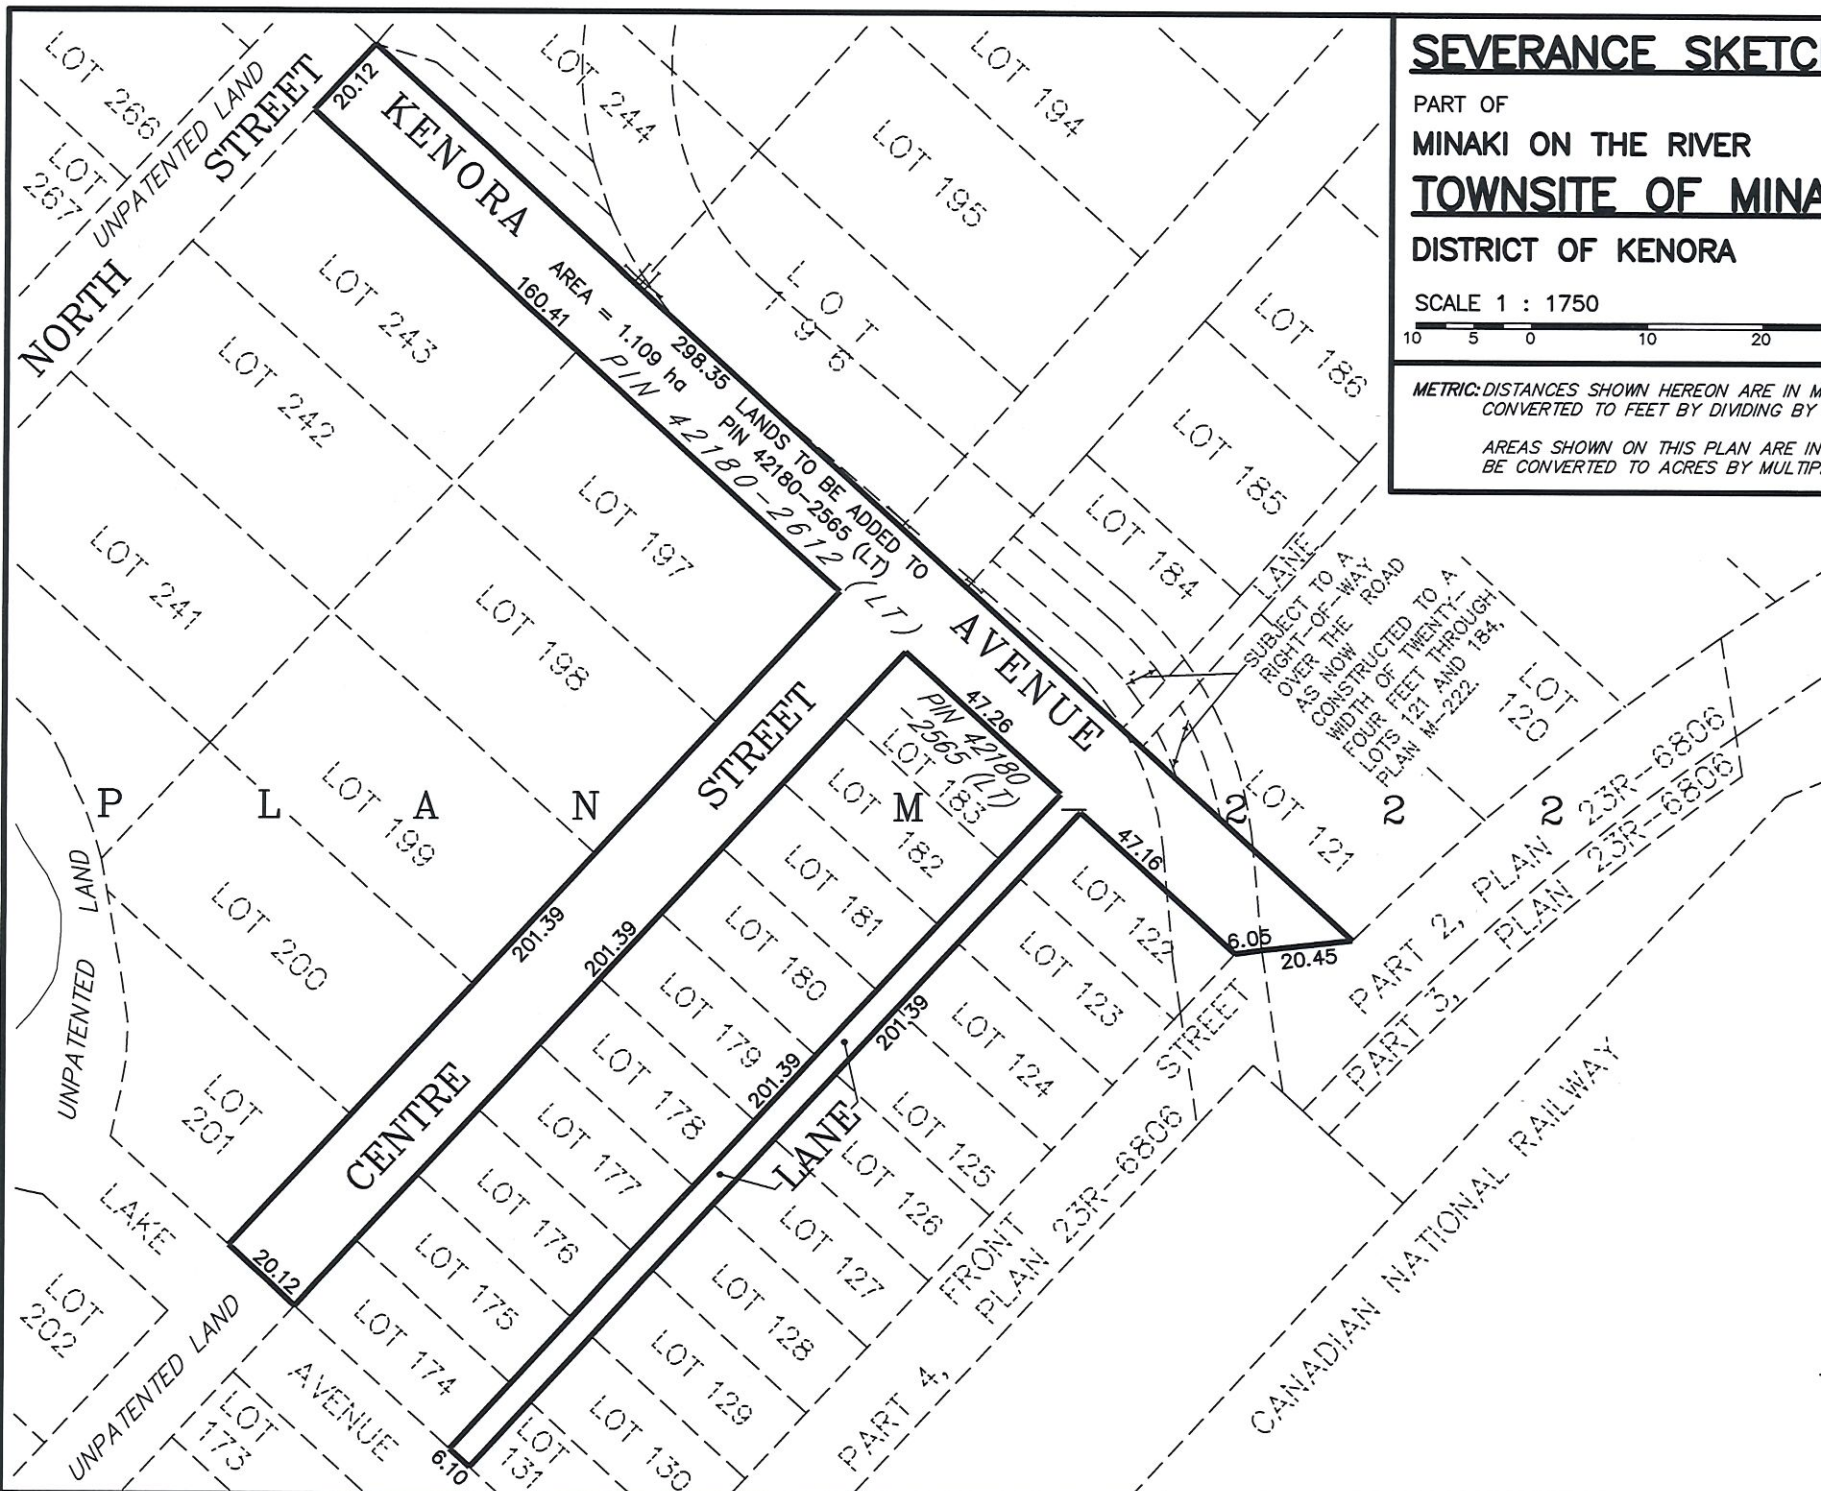 SEVERANCE SKETC
PART OF
MINAKI ON THE RIVER
TOWNSITE OF MINA
DISTRICT OF KENORA
SCALE 1 : 1750
10 5 0 10 20
METRIC: DISTANCES SHOWN HEREON ARE IN M
CONVERTED TO FEET BY DIVIDING BY
AREAS SHOWN ON THIS PLAN ARE IN
BE CONVERTED TO ACRES BY MULTIP
LOT 266
LOT 267
UNPATENTED LAND
NORTH STREET
20.12
KENORA AVENUE
LOT 244
LOT 194
LOT 195
LOT 196
LOT 186
LOT 185
LOT 184
LANE
LOT 243
LOT 242
LOT 241
160.41
AREA = 1.109 ha
298.35
LANDS TO BE ADDED TO
PIN 42180-2565 (LT)
PIN 42180-2612 (LT)
LOT 197
LOT 198
LOT 199
LOT 200
LOT 201
SUBJECT TO A
RIGHT-OF-WAY
OVER THE ROAD
AS NOW
CONSTRUCTED TO A
WIDTH OF TWENTY-
FOUR FEET THROUGH
LOTS 121 AND 184,
PLAN M-222.
LOT 120
LOT 121
PLAN M-222
PIN 42180
-2565 (LT)
47.26
LOT 183
LOT 182
LOT 181
LOT 180
LOT 179
LOT 178
LOT 177
LOT 176
LOT 175
LOT 174
CENTRE STREET
201.39
201.39
20.12
201.39
201.39
LANE
6.10
47.16
6.05
20.45
LOT 122
LOT 123
LOT 124
LOT 125
LOT 126
LOT 127
LOT 128
LOT 129
LOT 130
LOT 131
FRONT STREET
PART 2, PLAN 23R-6806
PART 3, PLAN 23R-6806
PART 4, PLAN 23R-6806
CANADIAN NATIONAL RAILWAY
UNPATENTED LAND
LAKE AVENUE
LOT 202
UNPATENTED LAND
LOT 173